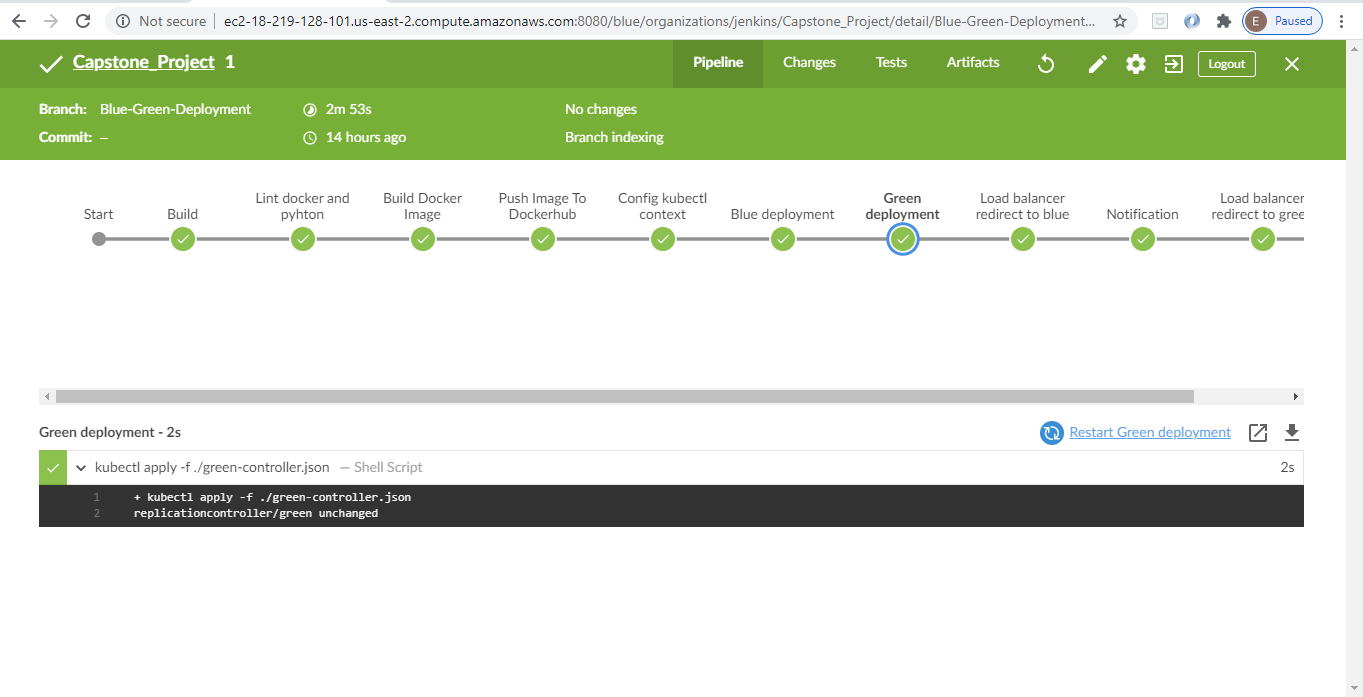 Not secure | ec2-18-219-128-101.us-east-2.compute.amazonaws.com:8080/blue/organizations/jenkins/Capstone_Project/detail/Blue-Green-Deployment... E Paused
Capstone_Project 1 Pipeline Changes Tests Artifacts Logout
Branch: Blue-Green-Deployment 2m 53s No changes
Commit: – 14 hours ago Branch indexing
Start
Build
Lint docker and
pyhton
Build Docker
Image
Push Image To
Dockerhub
Config kubectl
context
Blue deployment
Green
deployment
Load balancer
redirect to blue
Notification
Load balancer
redirect to gree
Green deployment - 2s Restart Green deployment
kubectl apply -f ./green-controller.json — Shell Script 2s
1 + kubectl apply -f ./green-controller.json
2 replicationcontroller/green unchanged